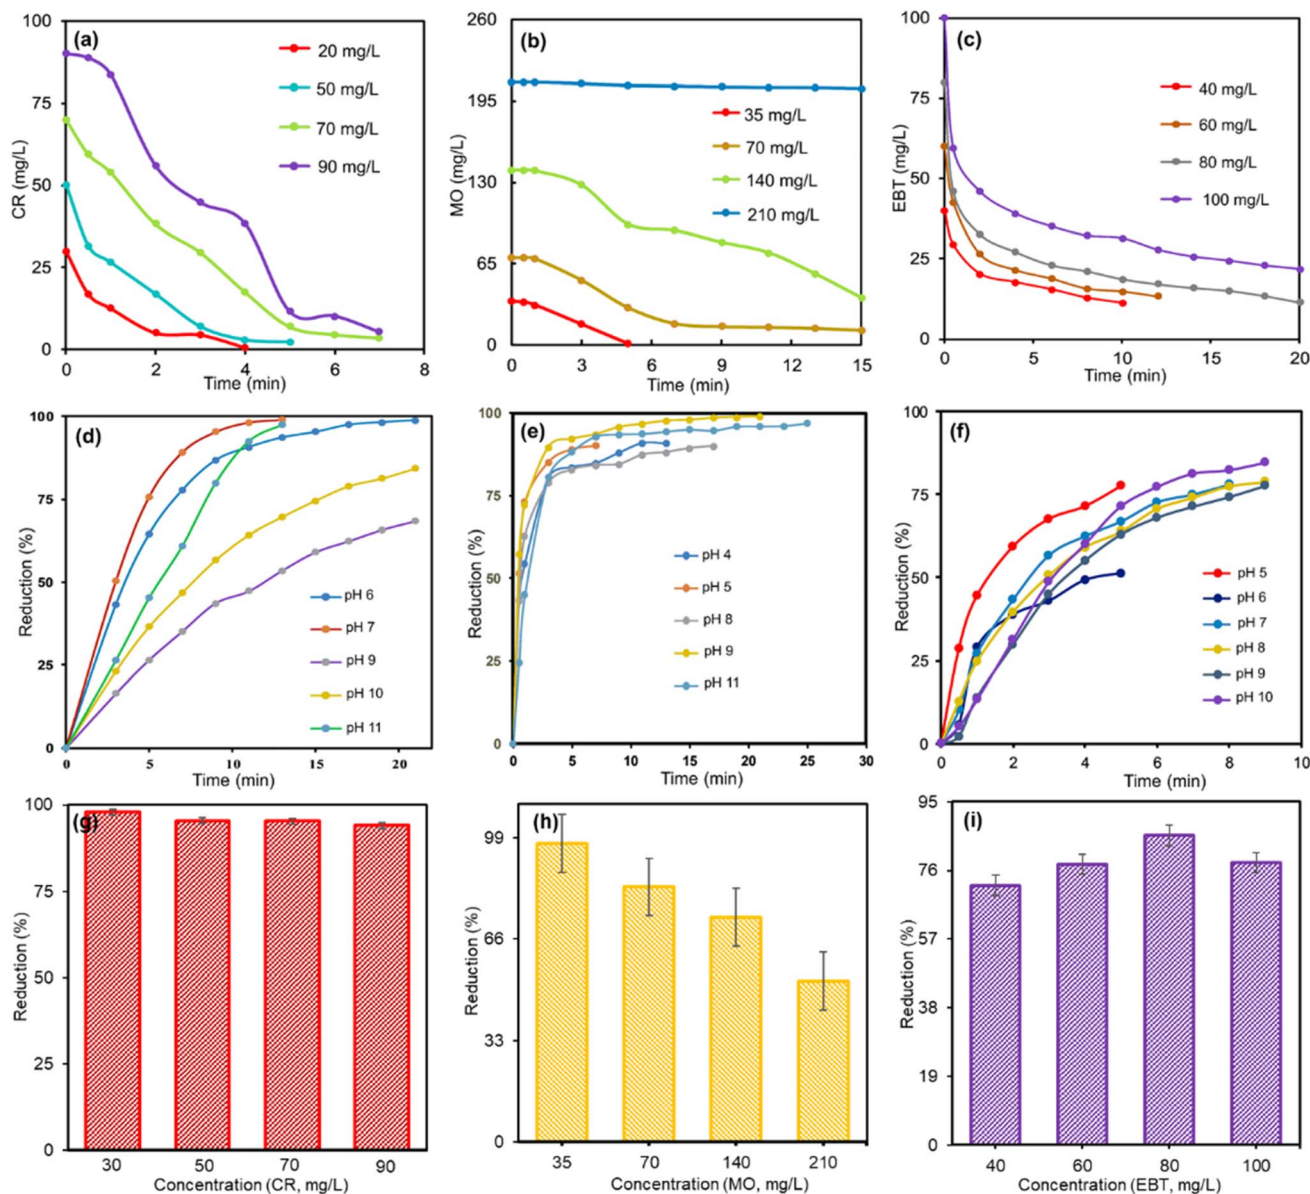 (a)
100
75
50
25
0
CR (mg/L)
20 mg/L
50 mg/L
70 mg/L
90 mg/L
0 2 4 6 8
Time (min)
(b)
260
195
130
65
0
MO (mg/L)
35 mg/L
70 mg/L
140 mg/L
210 mg/L
0 3 6 9 12 15
Time (min)
(c)
100
75
50
25
0
EBT (mg/L)
40 mg/L
60 mg/L
80 mg/L
100 mg/L
0 5 10 15 20
Time (min)
(d)
100
75
50
25
0
Reduction (%)
pH 6
pH 7
pH 9
pH 10
pH 11
0 5 10 15 20
Time (min)
(e)
100
75
50
25
0
Reduction (%)
pH 4
pH 5
pH 8
pH 9
pH 11
0 5 10 15 20 25 30
Time (min)
(f)
100
75
50
25
0
Reduction (%)
pH 5
pH 6
pH 7
pH 8
pH 9
pH 10
0 2 4 6 8 10
Time (min)
(g)
100
75
50
25
0
Reduction (%)
30 50 70 90
Concentration (CR, mg/L)
(h)
99
66
33
0
Reduction (%)
35 70 140 210
Concentration (MO, mg/L)
(i)
95
76
57
38
19
0
Reduction (%)
40 60 80 100
Concentration (EBT, mg/L)